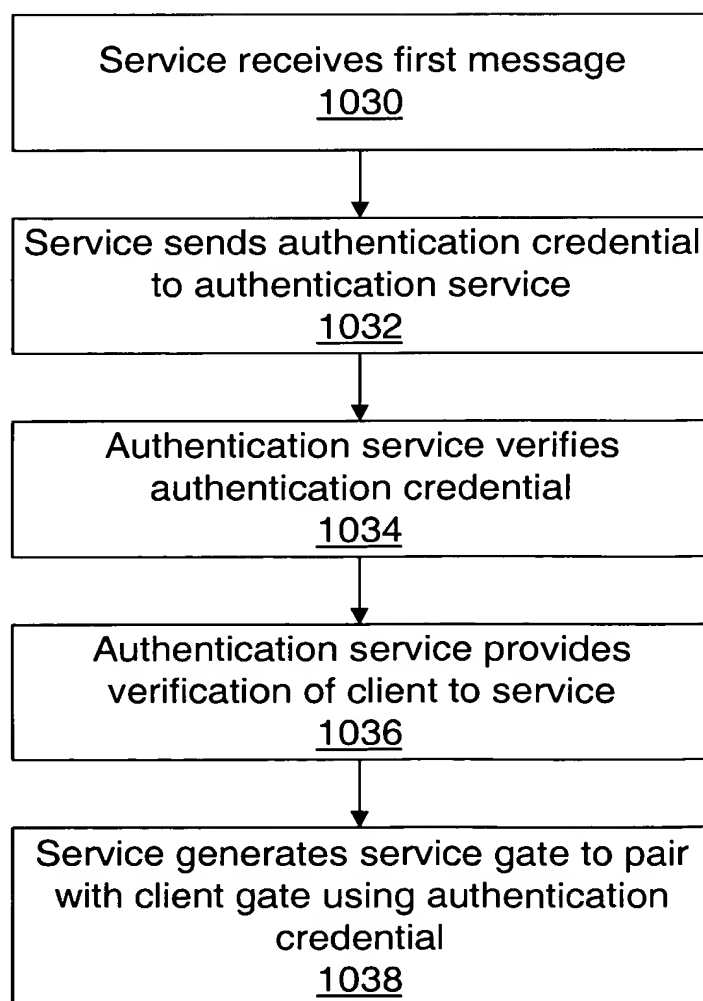 Service receives first message
1030
Service sends authentication credential
to authentication service
1032
Authentication service verifies
authentication credential
1034
Authentication service provides
verification of client to service
1036
Service generates service gate to pair
with client gate using authentication
credential
1038